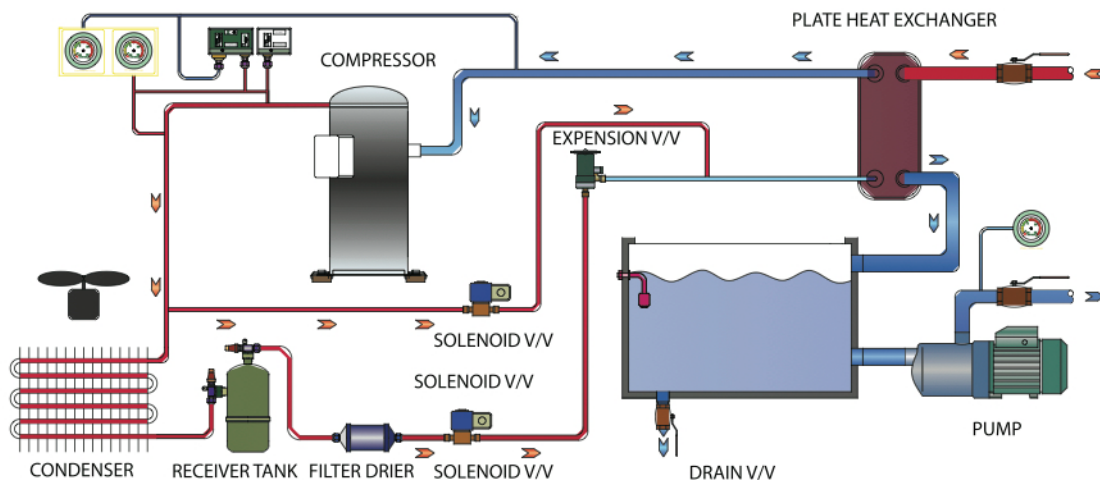 PLATE HEAT EXCHANGER
COMPRESSOR
EXPENSION V/V
SOLENOID V/V
SOLENOID V/V
CONDENSER
RECEIVER TANK
FILTER DRIER
SOLENOID V/V
DRAIN V/V
PUMP